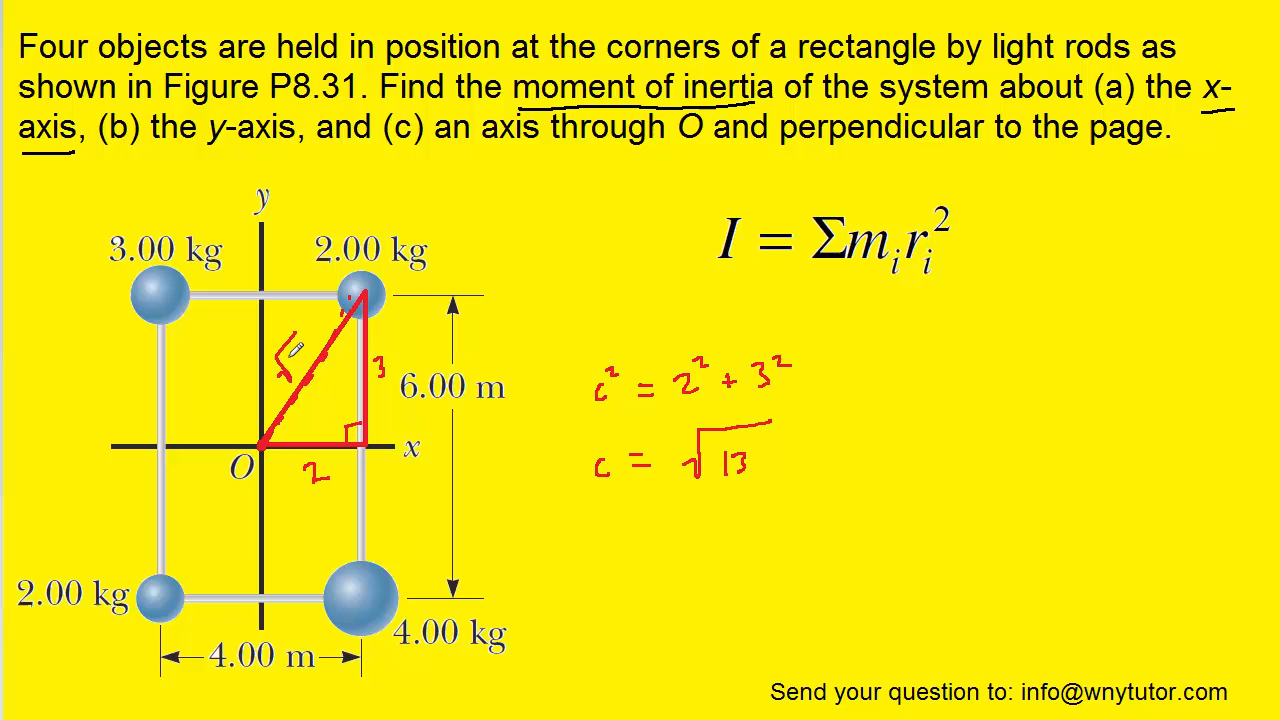 Four objects are held in position at the corners of a rectangle by light rods as
shown in Figure P8.31. Find the moment of inertia of the system about (a) the x-
axis, (b) the y-axis, and (c) an axis through O and perpendicular to the page.
y
3.00 kg
2.00 kg
I = Σmᵢrᵢ²
√
3
6.00 m
c² = 2² + 3²
x
O
2
c = √13
2.00 kg
4.00 kg
4.00 m
Send your question to: info@wnytutor.com